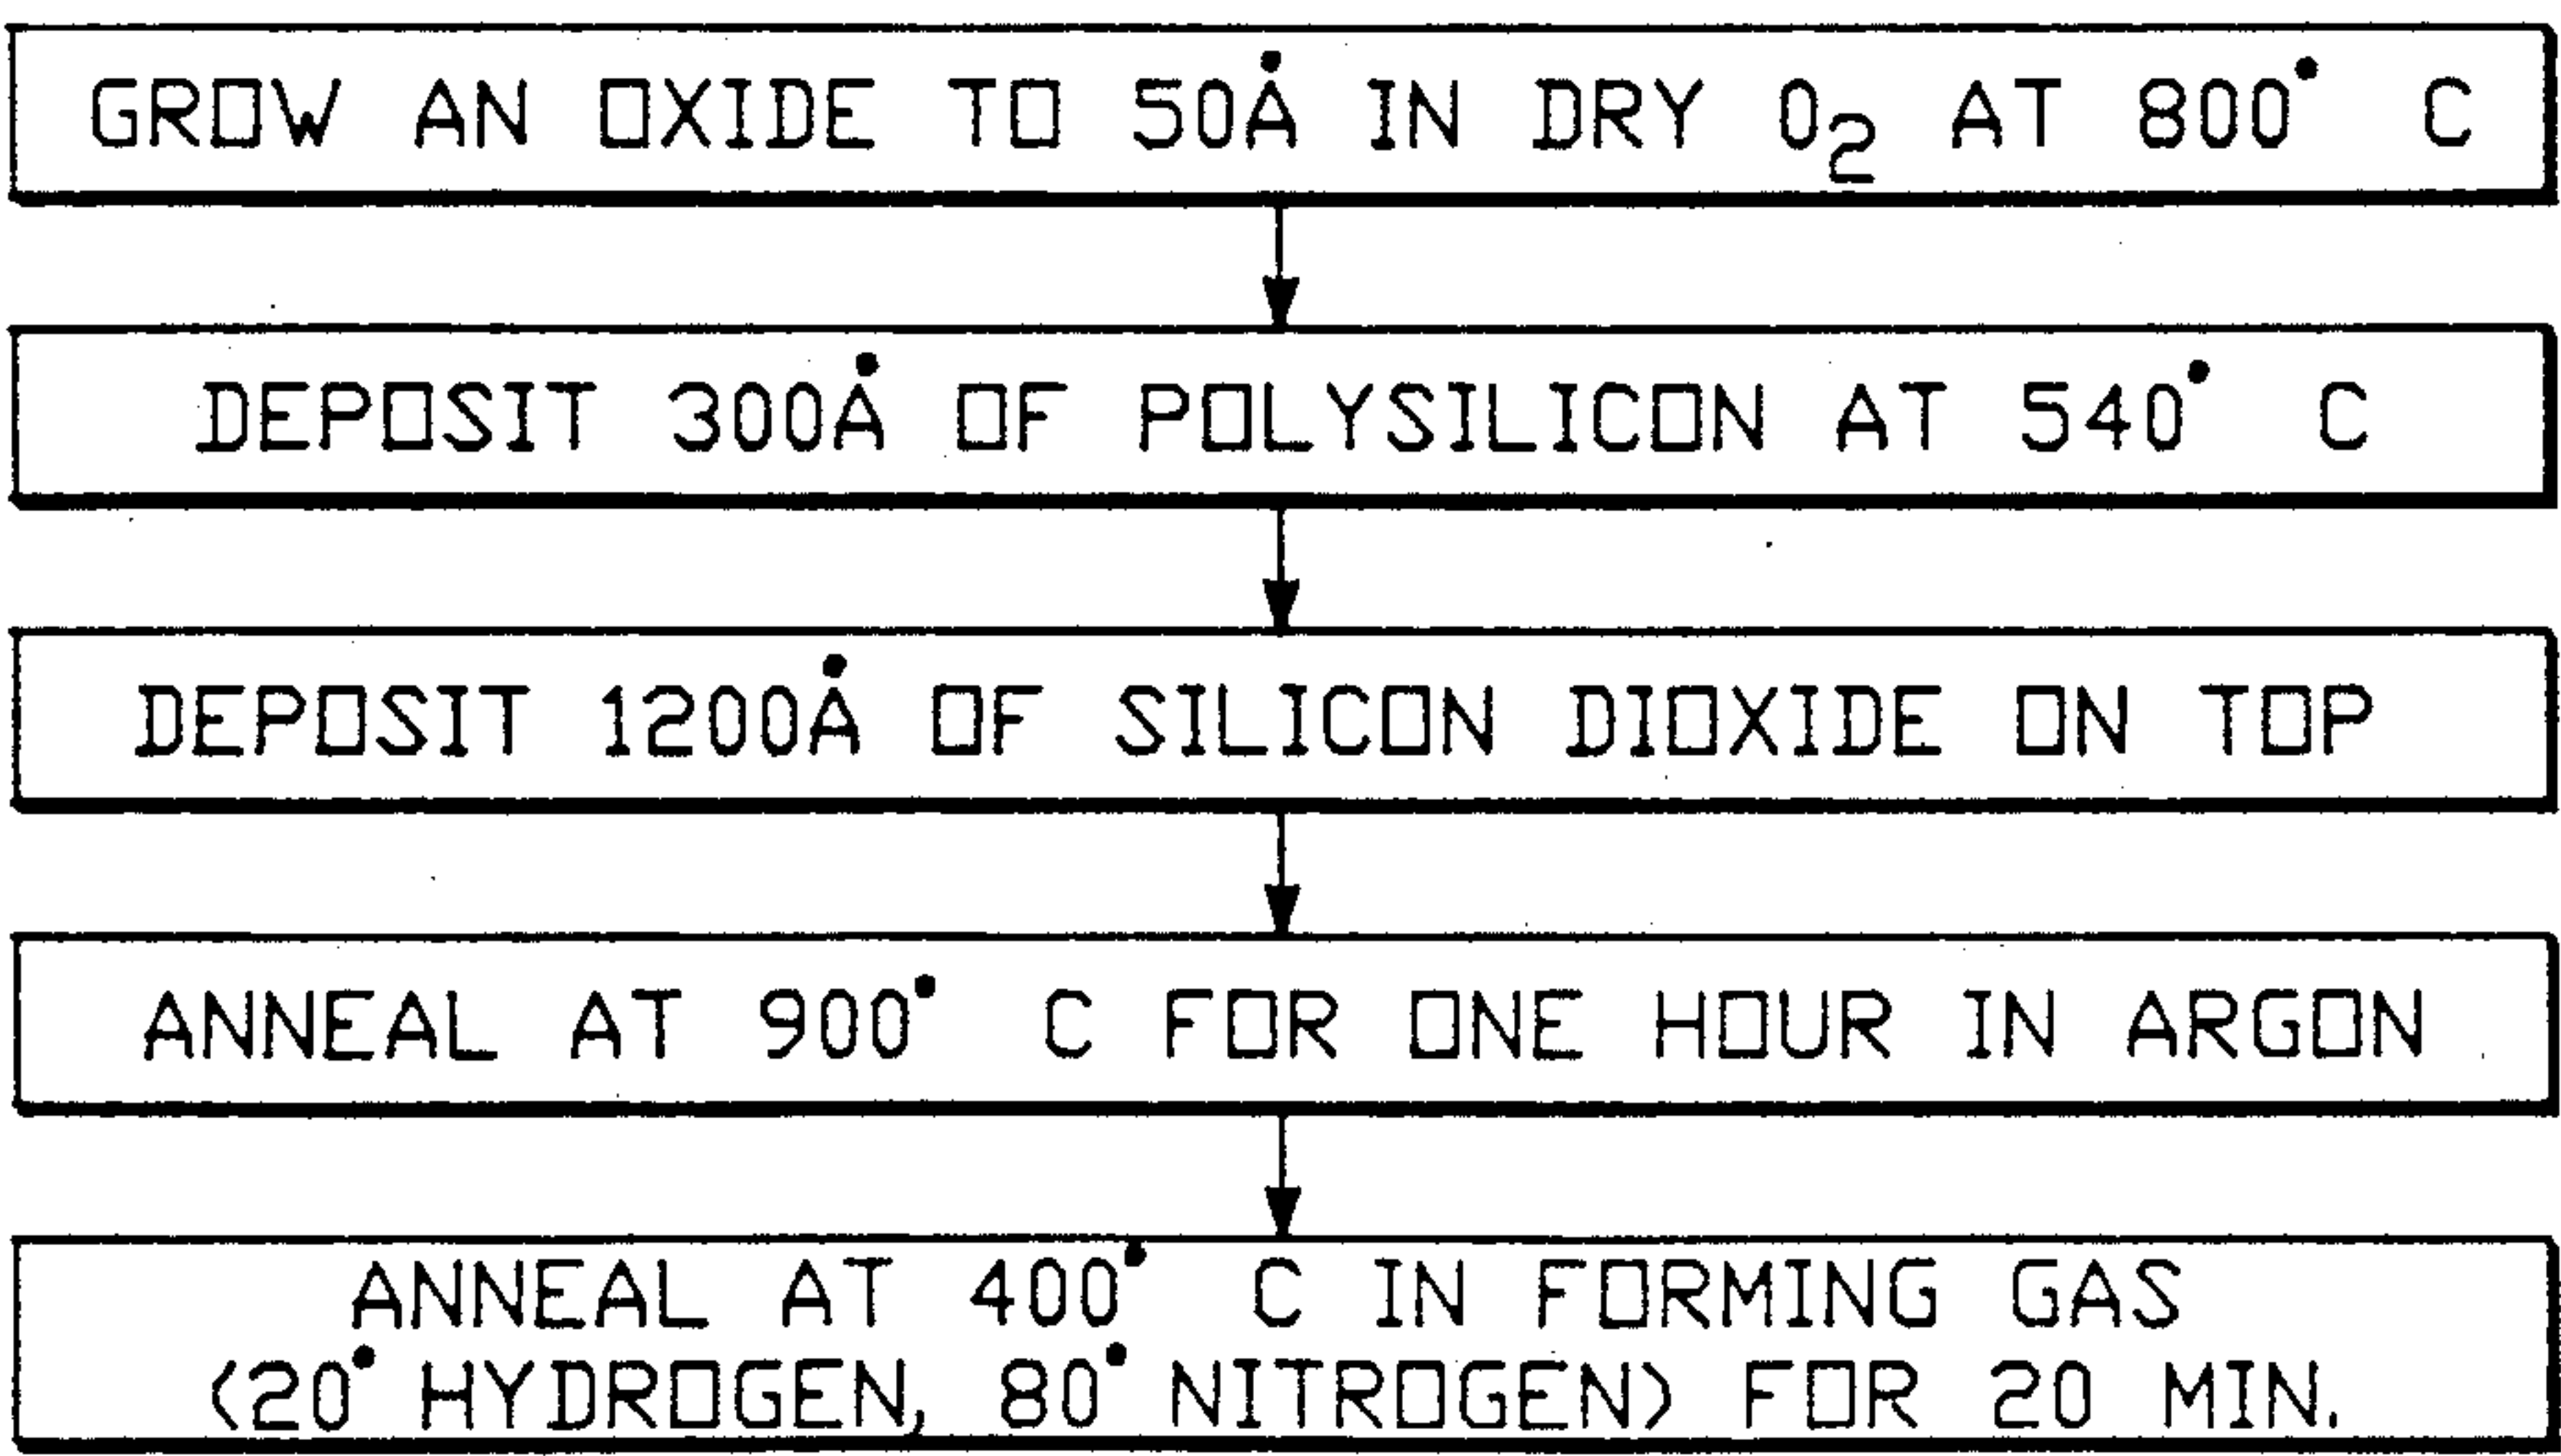 GROW AN OXIDE TO 50Å IN DRY O₂ AT 800° C
DEPOSIT 300Å OF POLYSILICON AT 540° C
DEPOSIT 1200Å OF SILICON DIOXIDE ON TOP
ANNEAL AT 900° C FOR ONE HOUR IN ARGON
ANNEAL AT 400° C IN FORMING GAS
(20° HYDROGEN, 80° NITROGEN) FOR 20 MIN.